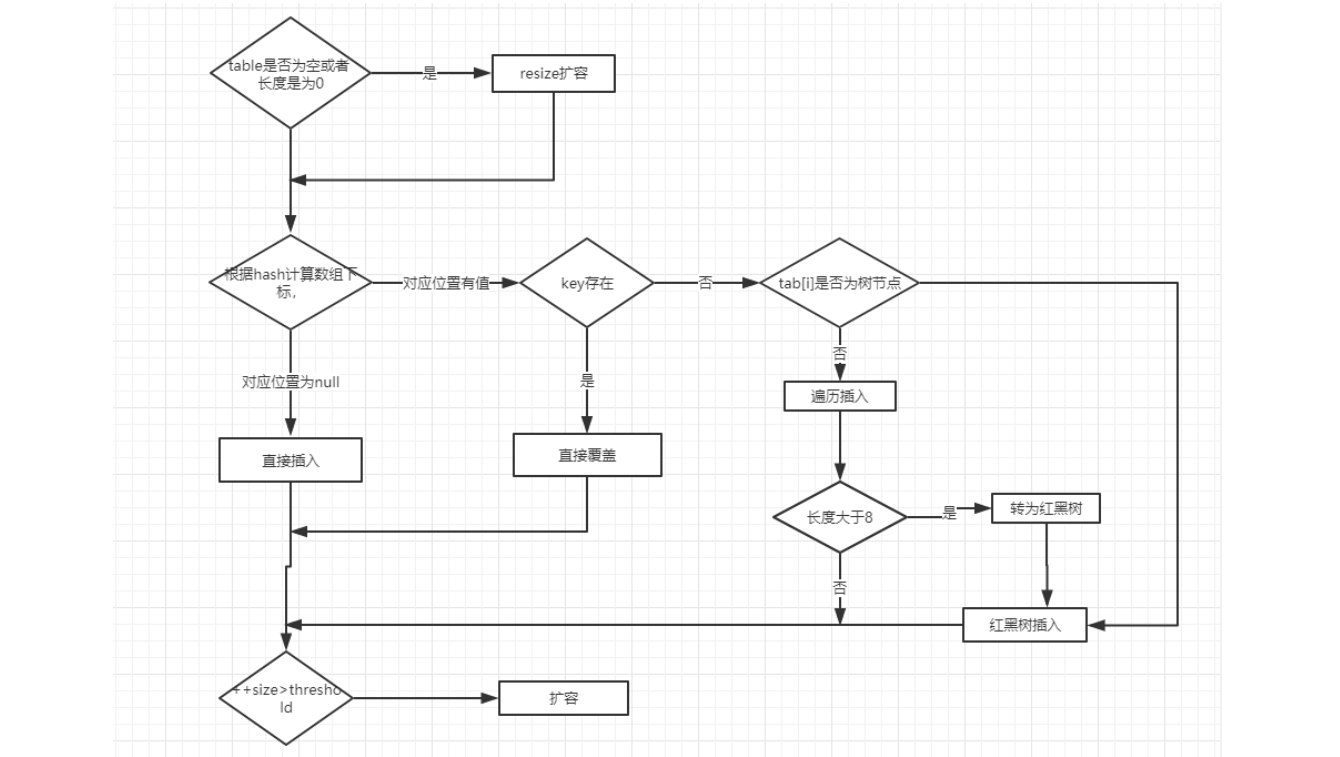 table是否为空或者
长度是为0
是
resize扩容
根据hash计算数组下
标，
对应位置有值
key存在
否
tab[i]是否为树节点
否
对应位置为null
是
遍历插入
直接插入
直接覆盖
长度大于8
是
转为红黑树
否
红黑树插入
++size>thresho
ld
扩容